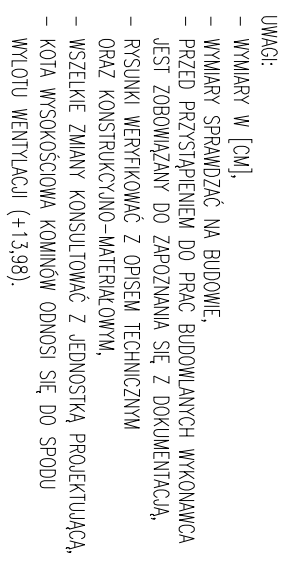 UWAGI:
- WYMIARY W [CM],
- WYMIARY SPRAWDZAĆ NA BUDOWIE,
- PRZED PRZYSTĄPIENIEM DO PRAC BUDOWLANYCH WYKONAWCA
JEST ZOBOWIĄZANY DO ZAPOZNANIA SIĘ Z DOKUMENTACJĄ,
- RYSUNKI WERYFIKOWAĆ Z OPISEM TECHNICZNYM
ORAZ KONSTRUKCYJNO-MATERIAŁOWYM,
- WSZELKIE ZMIANY KONSULTOWAĆ Z JEDNOSTKĄ PROJEKTUJĄCĄ,
- KOTA WYSOKOŚCIOWA KOMINÓW ODNOSI SIĘ DO SPODU
WYLOTU WENTYLACJI (+13,98).